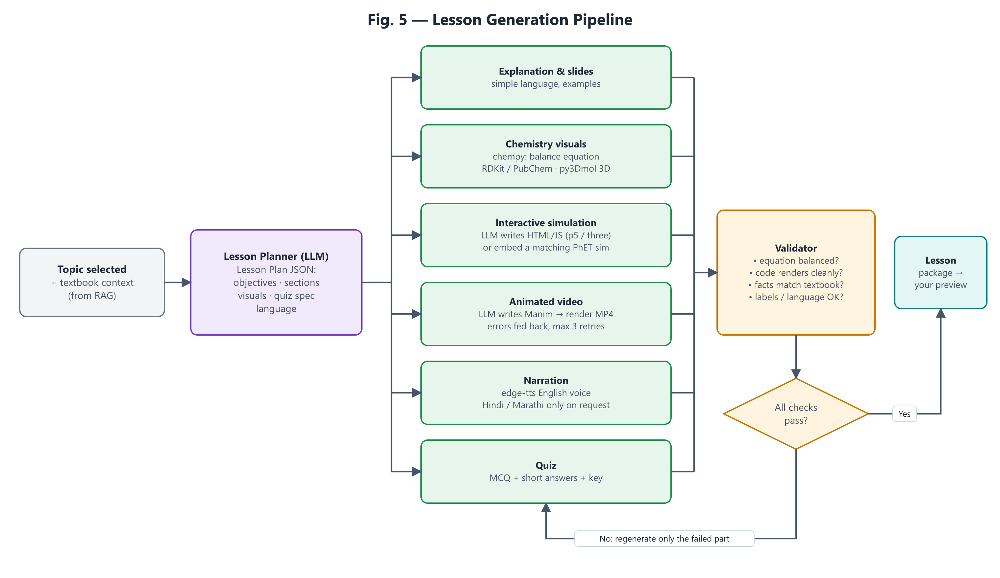 Fig. 5 — Lesson Generation Pipeline
Topic selected
+ textbook context
(from RAG)
Lesson Planner (LLM)
Lesson Plan JSON:
objectives · sections
visuals · quiz spec
language
Explanation & slides
simple language, examples
Chemistry visuals
chempy: balance equation
RDKit / PubChem · py3Dmol 3D
Interactive simulation
LLM writes HTML/JS (p5 / three)
or embed a matching PhET sim
Animated video
LLM writes Manim → render MP4
errors fed back, max 3 retries
Narration
edge-tts English voice
Hindi / Marathi only on request
Quiz
MCQ + short answers + key
Validator
• equation balanced?
• code renders cleanly?
• facts match textbook?
• labels / language OK?
All checks
pass?
Yes
Lesson
package →
your preview
No: regenerate only the failed part